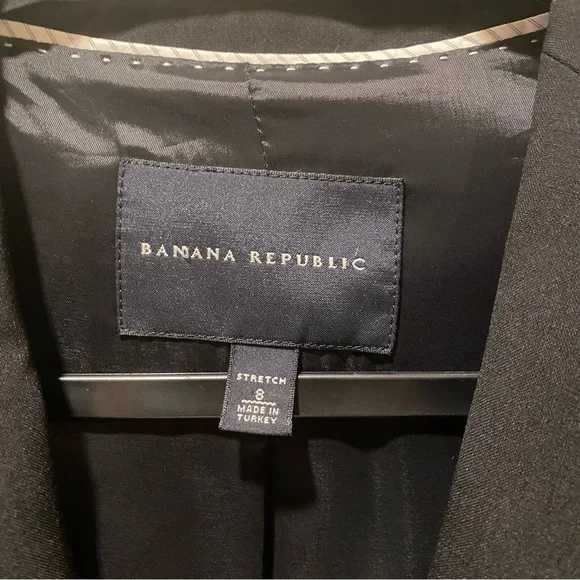 BANANA REPUBLIC
STRETCH
8
MADE IN
TURKEY